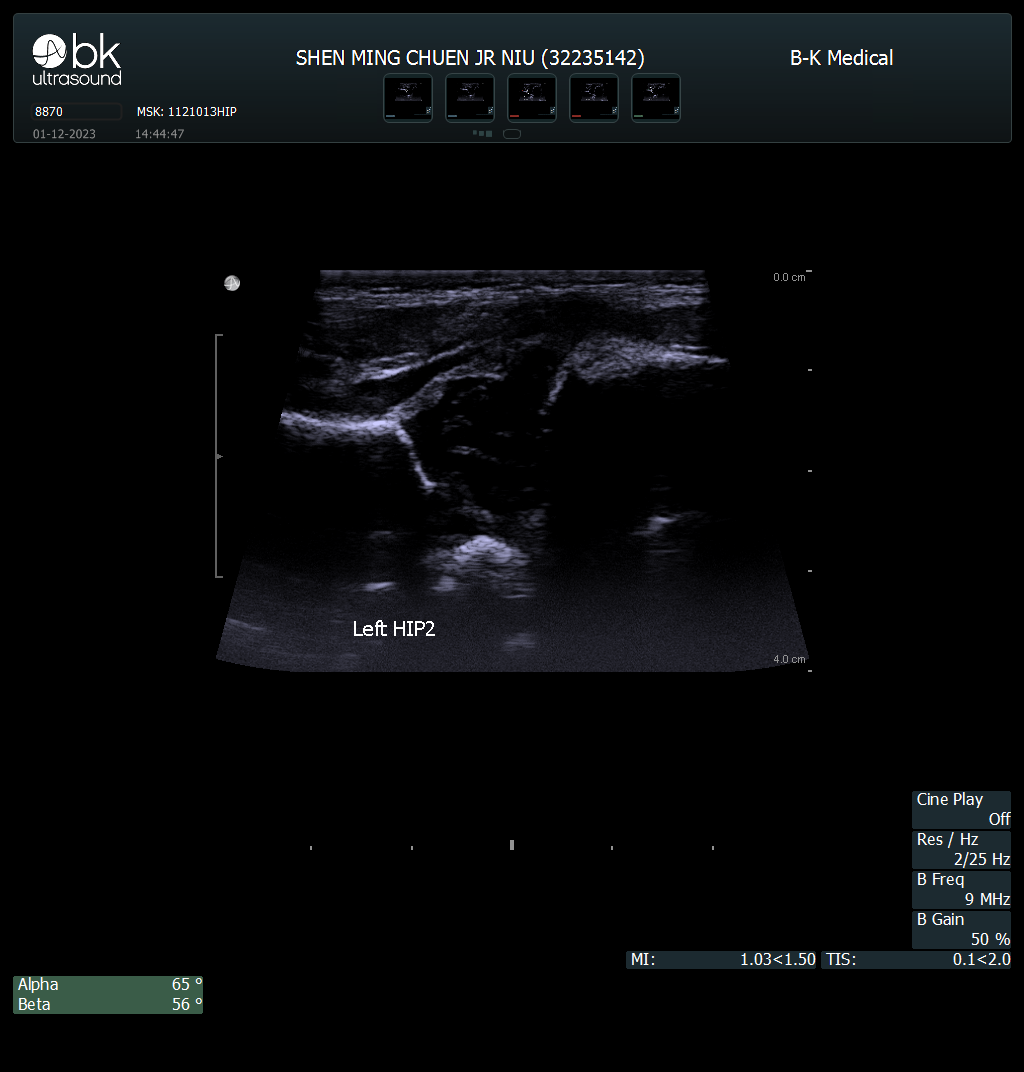 bk
ultrasound
SHEN MING CHUEN JR NIU (32235142)
B-K Medical
8870
MSK: 1121013HIP
01-12-2023
14:44:47
0.0 cm
4.0 cm
Left HIP2
Cine Play
Off
Res / Hz
2/25 Hz
B Freq
9 MHz
B Gain
50 %
MI: 1.03<1.50
TIS: 0.1<2.0
Alpha 65 º
Beta 56 º